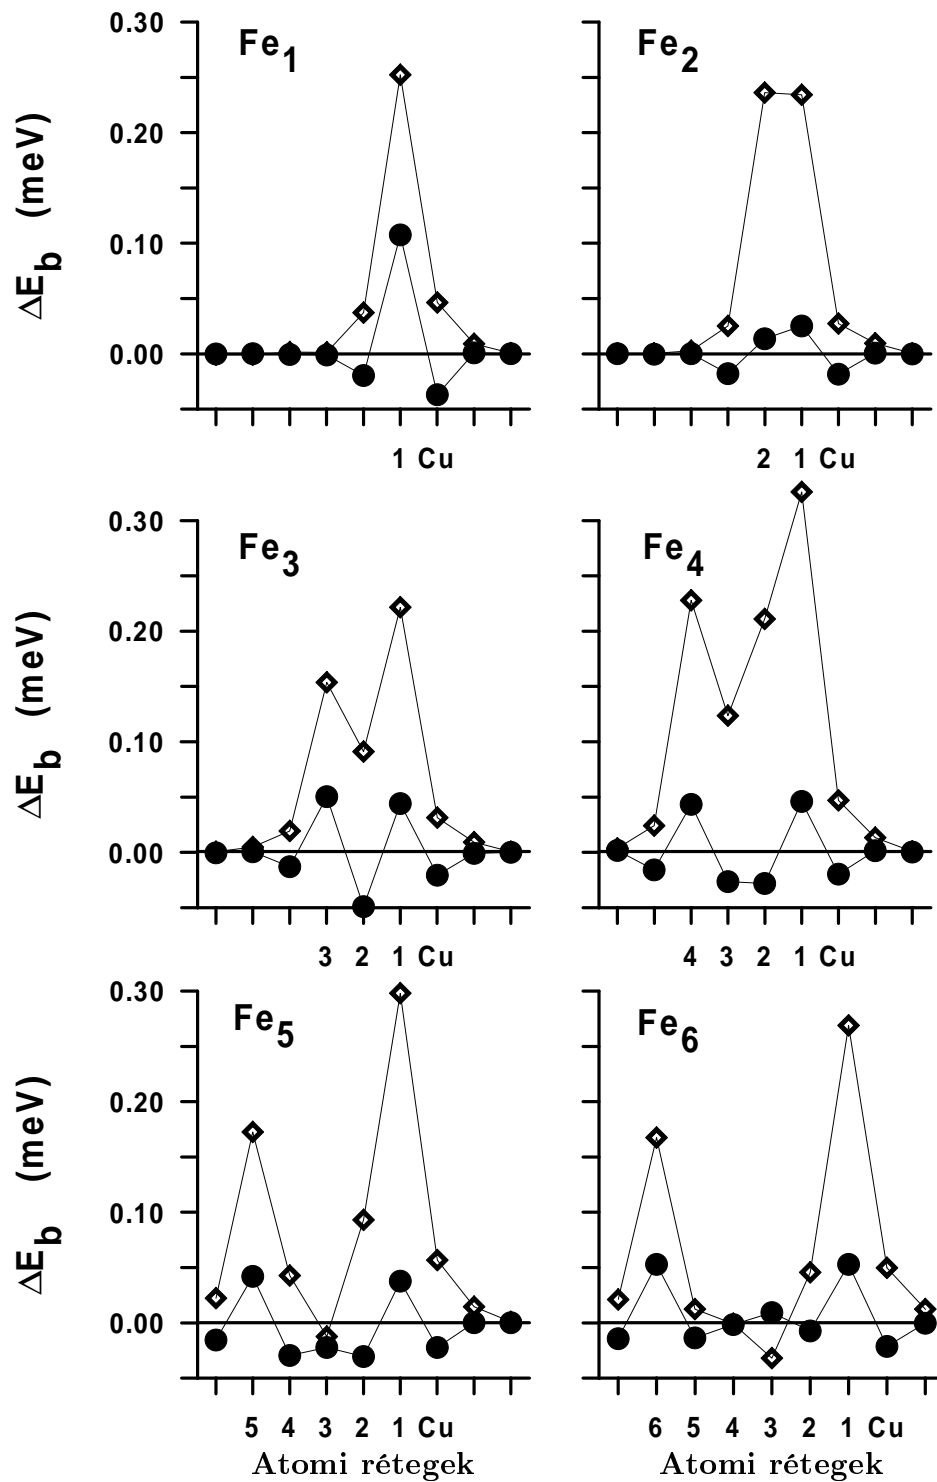 Fe1
Fe2
0.30
0.20
0.10
0.00
ΔEb (meV)
1 Cu
2 1 Cu
Fe3
Fe4
0.30
0.20
0.10
0.00
ΔEb (meV)
3 2 1 Cu
4 3 2 1 Cu
Fe5
Fe6
0.30
0.20
0.10
0.00
ΔEb (meV)
5 4 3 2 1 Cu
6 5 4 3 2 1 Cu
Atomi rétegek
Atomi rétegek